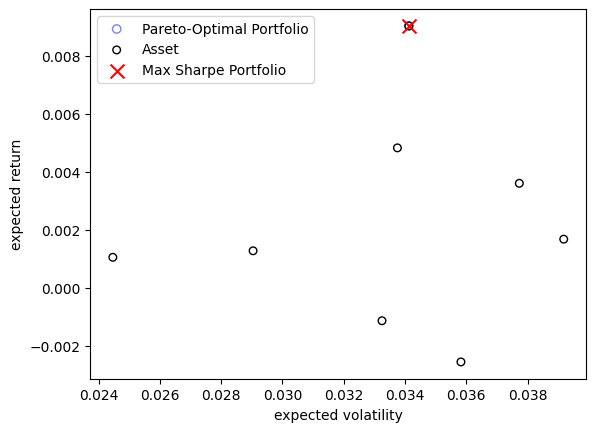 Pareto-Optimal Portfolio
Asset
Max Sharpe Portfolio
0.008
0.006
0.004
0.002
0.000
−0.002
expected return
0.024 0.026 0.028 0.030 0.032 0.034 0.036 0.038
expected volatility